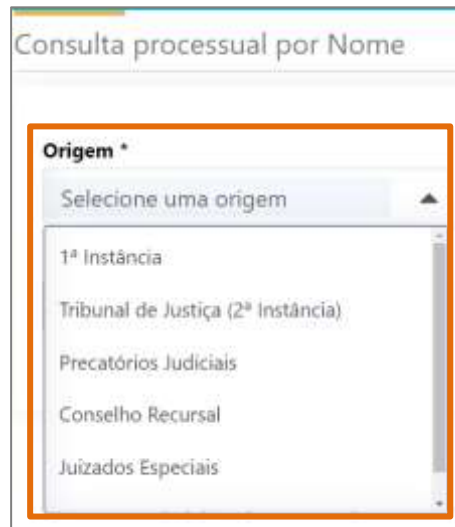 Consulta processual por Nome
Origem *
Selecione uma origem
1ª Instância
Tribunal de Justiça (2ª Instância)
Precatórios Judiciais
Conselho Recursal
Juizados Especiais